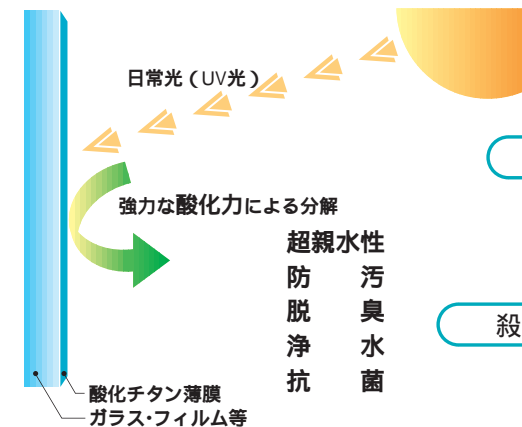 日常光(UV光)
強力な酸化力による分解
超親水性
防 汚
脱 臭
浄 水
抗 菌
殺
酸化チタン薄膜
ガラス・フィルム等